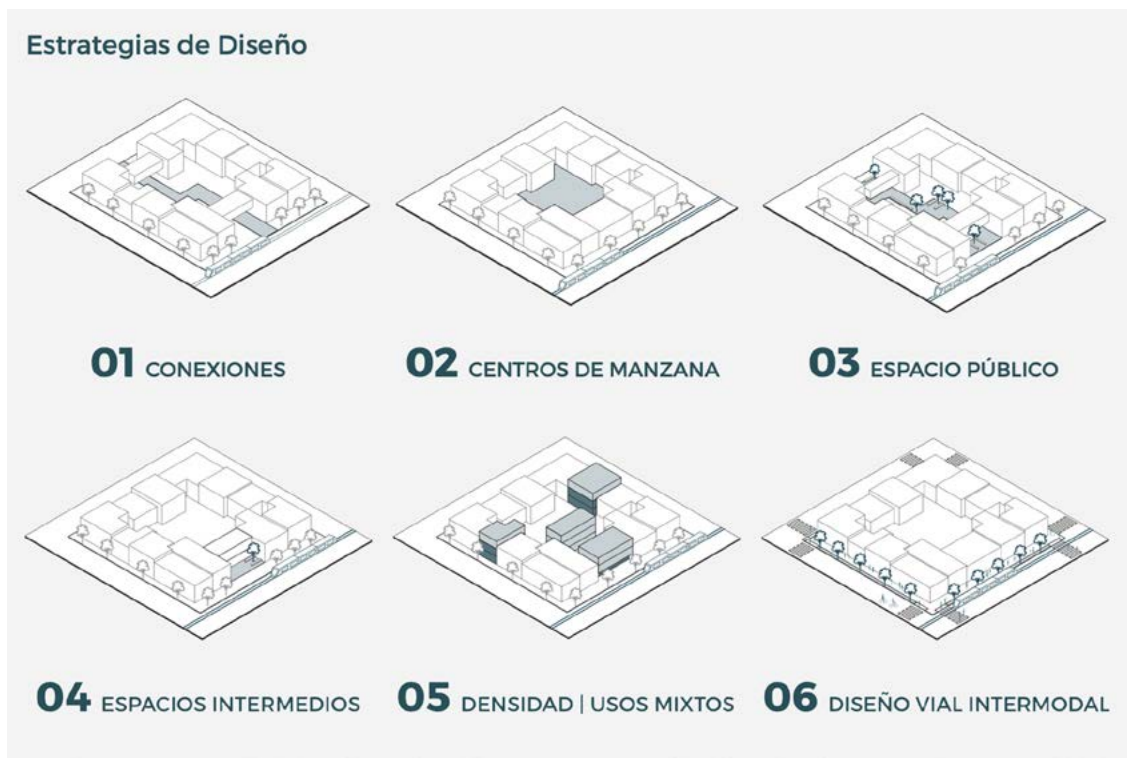 Estrategias de Diseño
01 CONEXIONES
02 CENTROS DE MANZANA
03 ESPACIO PÚBLICO
04 ESPACIOS INTERMEDIOS
05 DENSIDAD | USOS MIXTOS
06 DISEÑO VIAL INTERMODAL